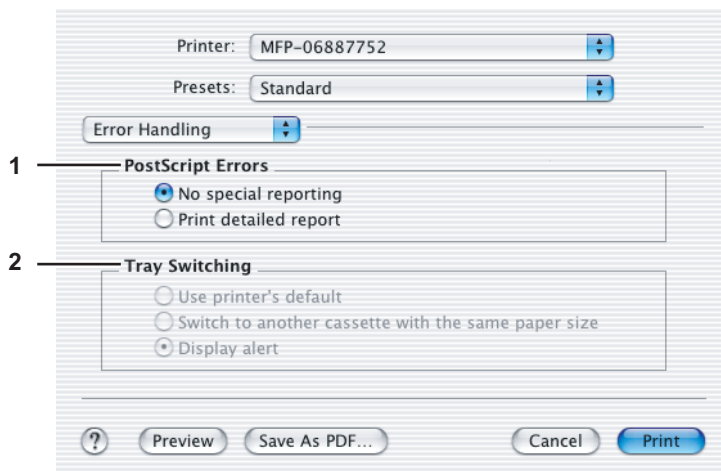 Printer: MFP-06887752
Presets: Standard
Error Handling
1 PostScript Errors
No special reporting
Print detailed report
2 Tray Switching
Use printer's default
Switch to another cassette with the same paper size
Display alert
? Preview Save As PDF... Cancel Print